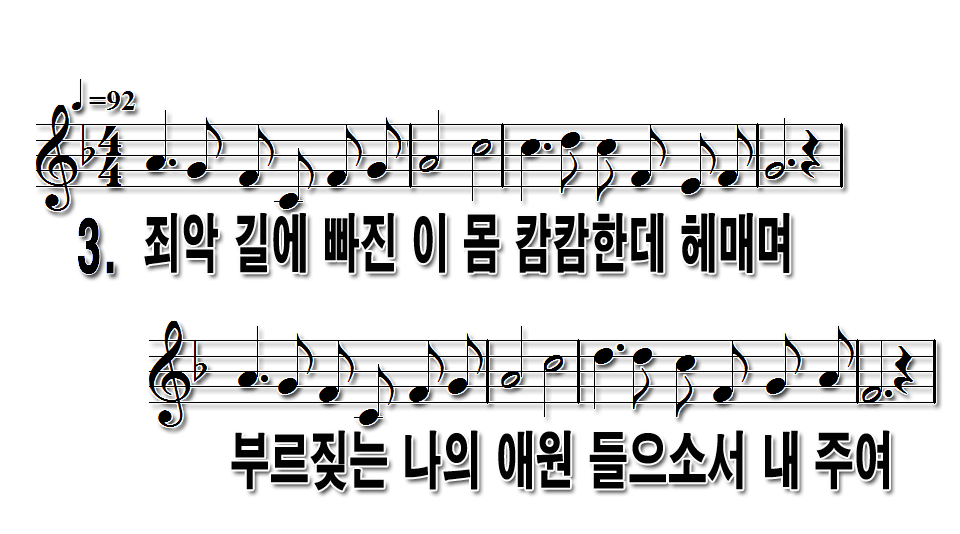 ♩=92
3. 죄악 길에 빠진 이 몸 캄캄한데 헤매며
부르짖는 나의 애원 들으소서 내 주여